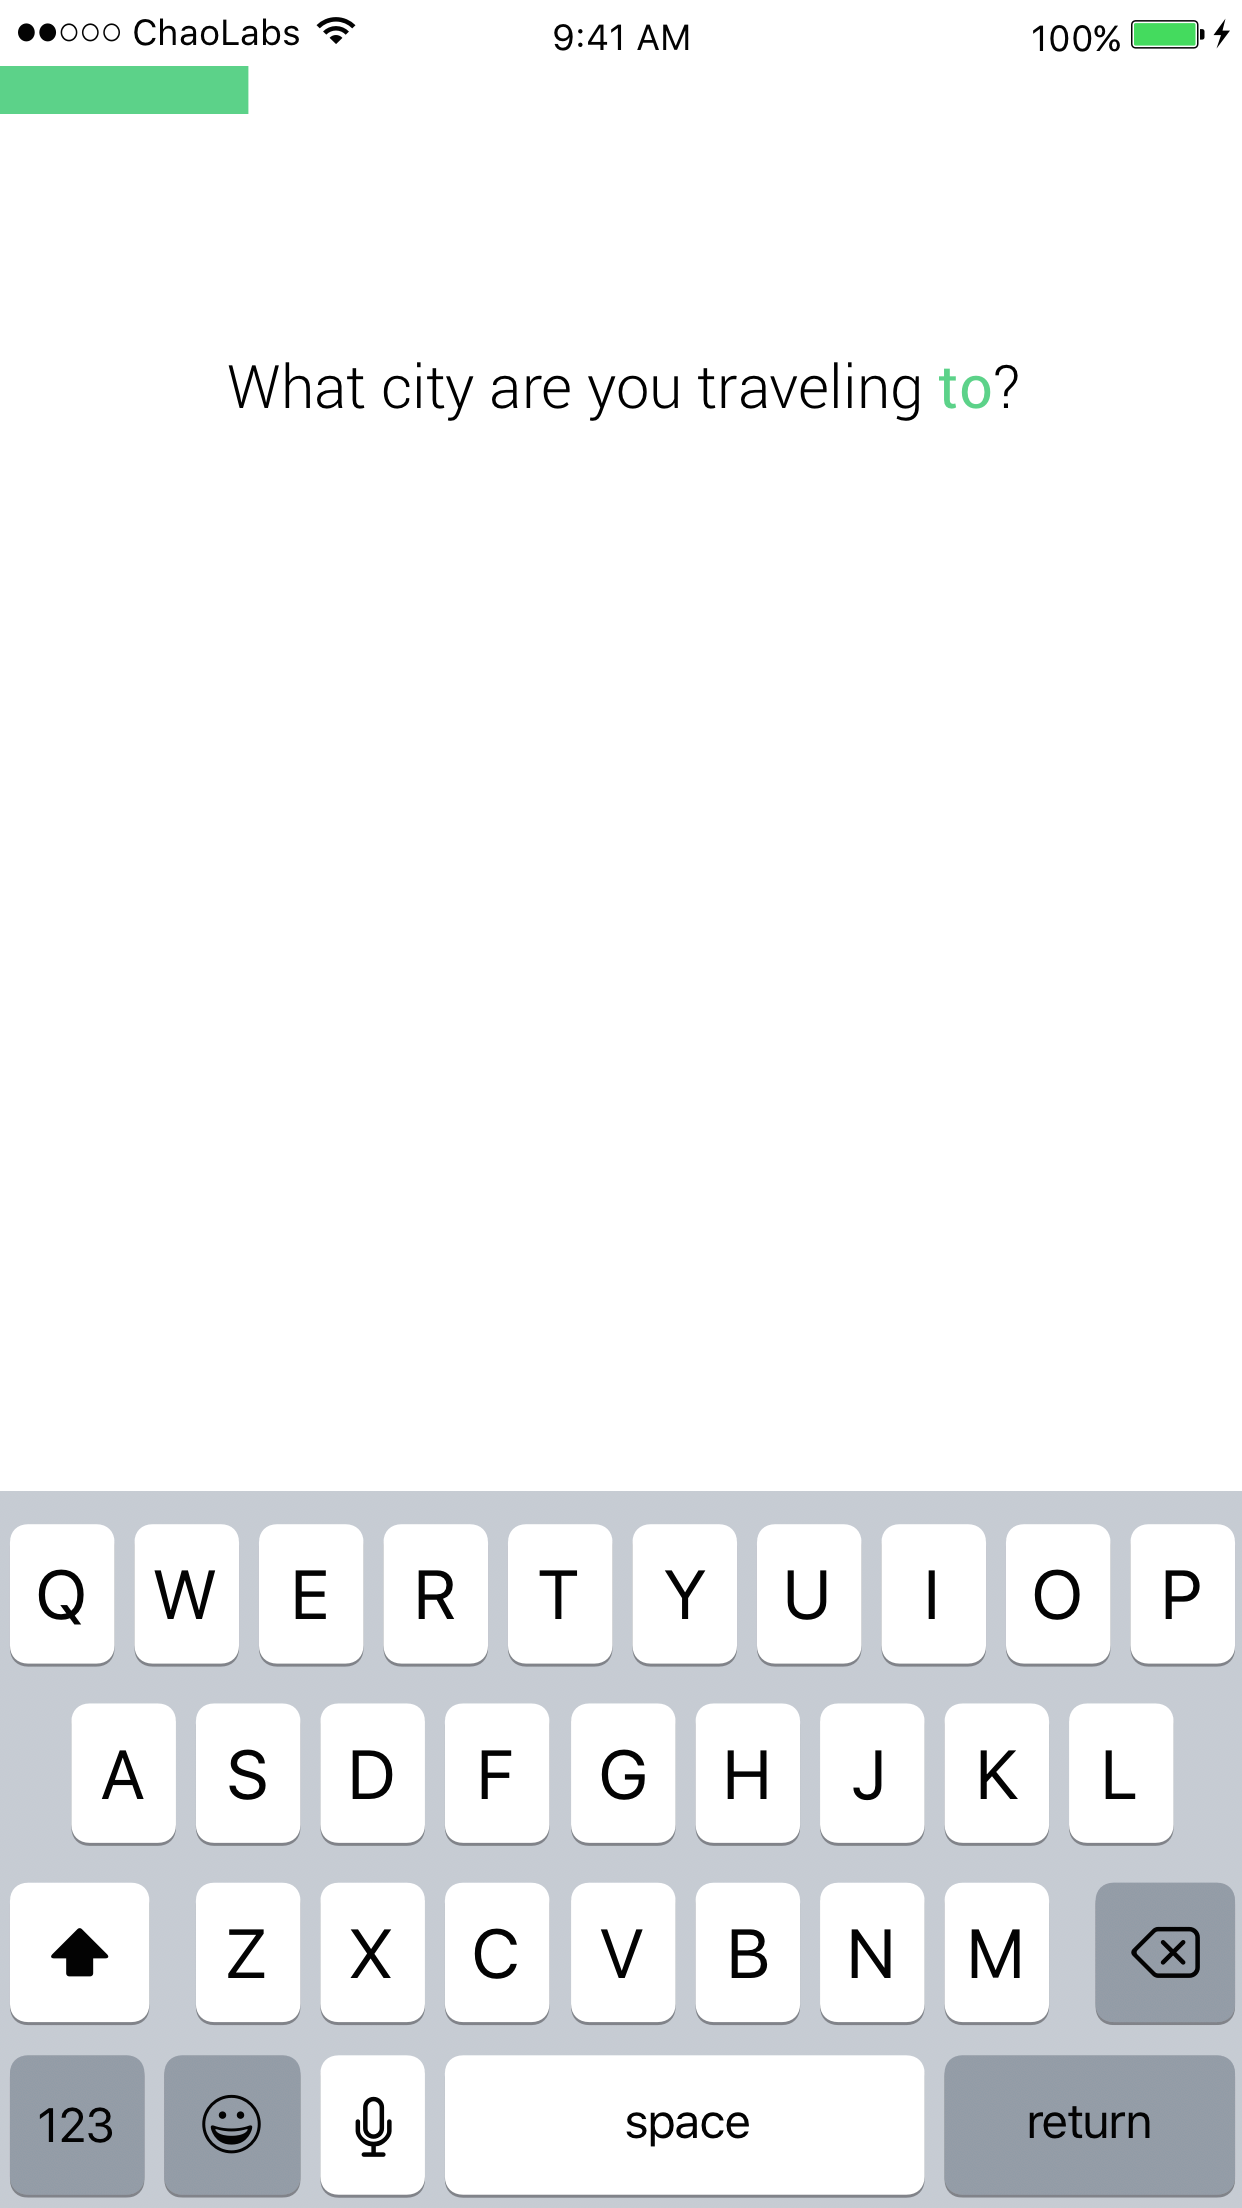 ChaoLabs 9:41 AM 100%
What city are you traveling to?
Q W E R T Y U I O P
A S D F G H J K L
Z X C V B N M
123 space return